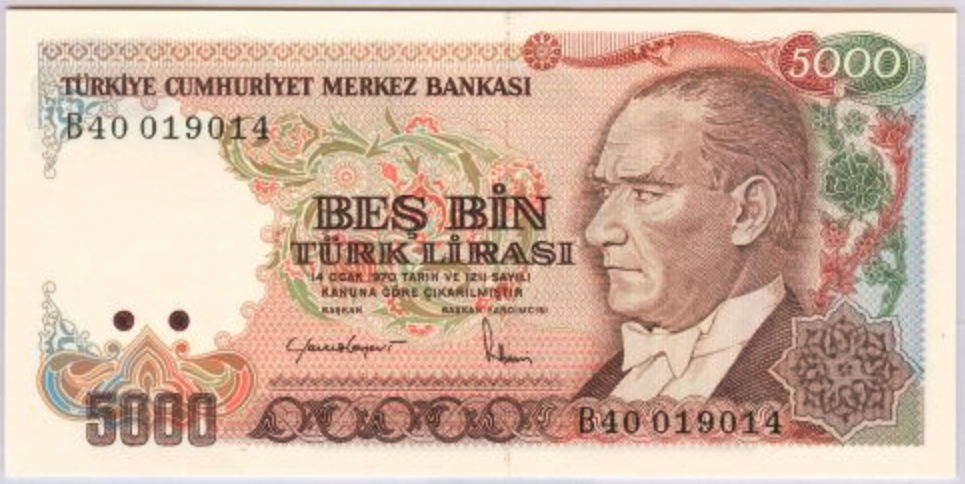 5000
TÜRKİYE CUMHURİYET MERKEZ BANKASI
B40 019014
BEŞ BİN
TÜRK LİRASI
14 OCAK 1970 TARİH VE 1211 SAYILI
KANUNA GÖRE ÇIKARILMIŞTIR
BAŞKAN BAŞKAN YARDIMCISI
5000
B40 019014